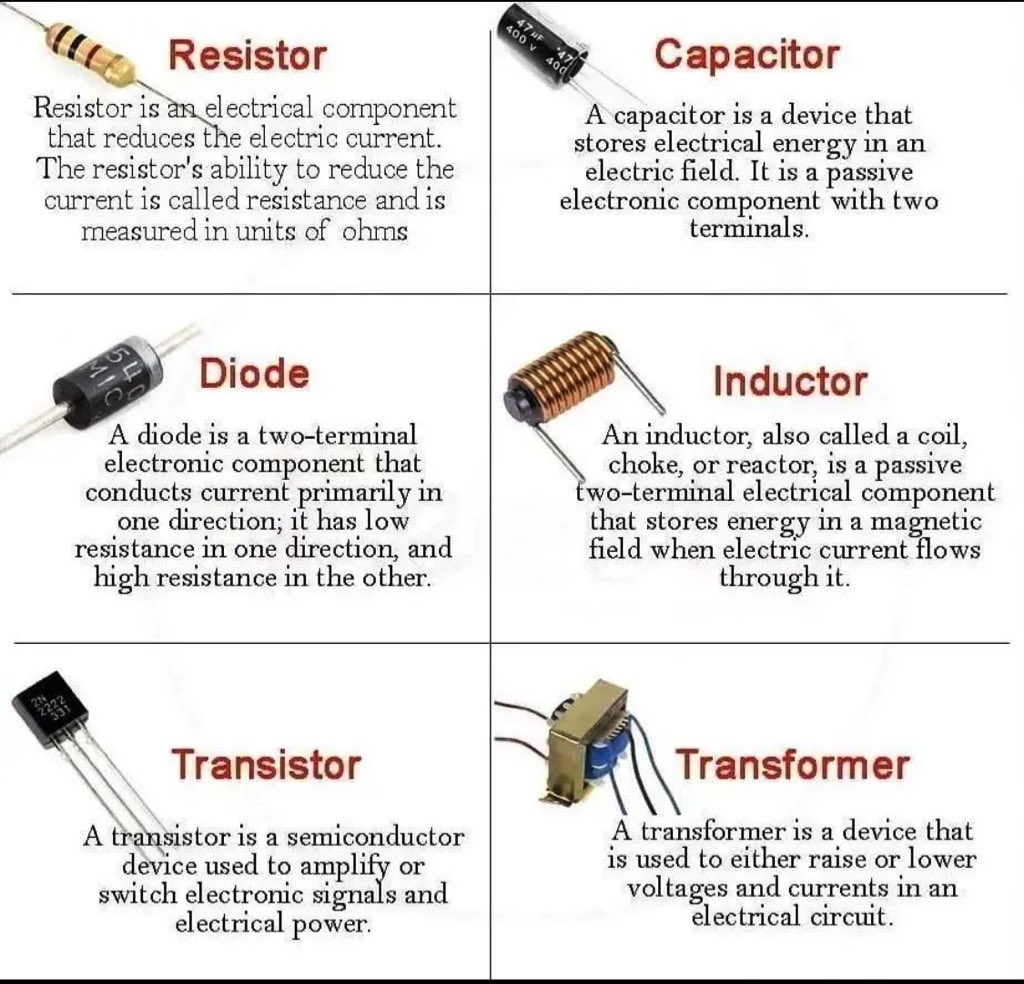 Resistor
Resistor is an electrical component
that reduces the electric current.
The resistor's ability to reduce the
current is called resistance and is
measured in units of ohms
47µF
400 V
47
400
Capacitor
A capacitor is a device that
stores electrical energy in an
electric field. It is a passive
electronic component with two
terminals.
540
MIC
Diode
A diode is a two-terminal
electronic component that
conducts current primarily in
one direction; it has low
resistance in one direction, and
high resistance in the other.
Inductor
An inductor, also called a coil,
choke, or reactor, is a passive
two-terminal electrical component
that stores energy in a magnetic
field when electric current flows
through it.
2N
2222
331
Transistor
A transistor is a semiconductor
device used to amplify or
switch electronic signals and
electrical power.
Transformer
A transformer is a device that
is used to either raise or lower
voltages and currents in an
electrical circuit.